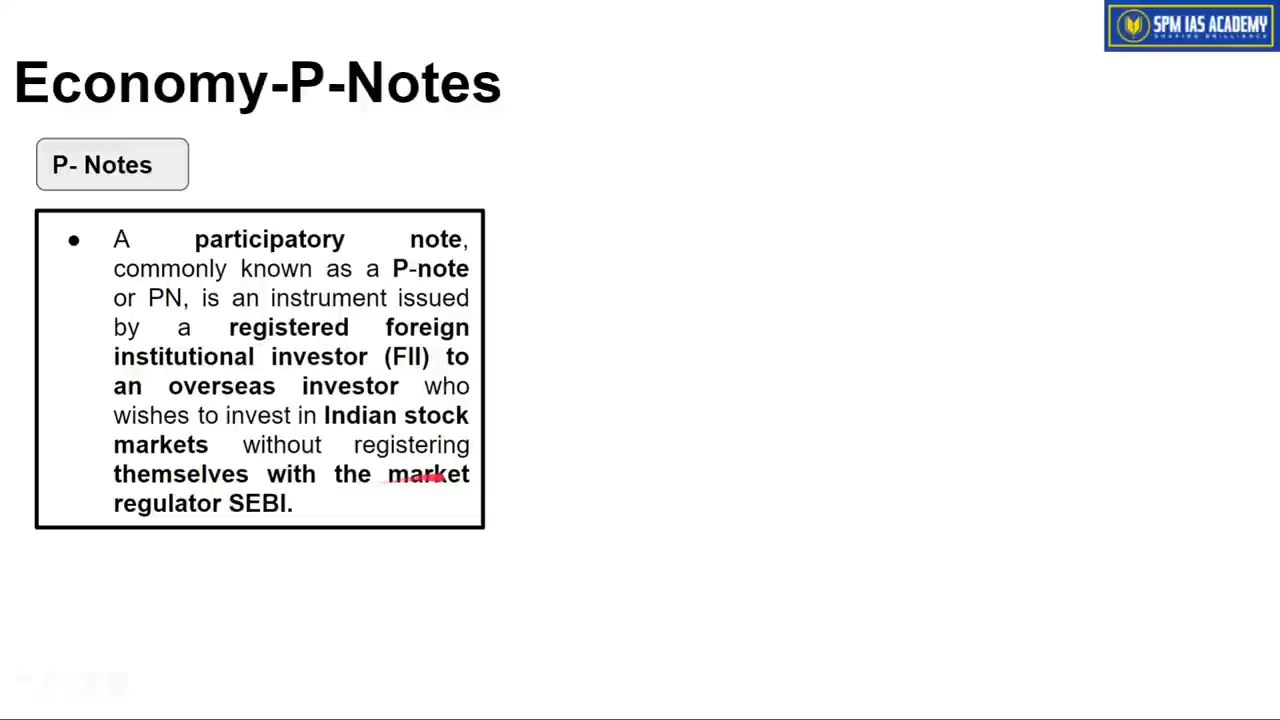 SPM IAS ACADEMY
SHARING BRILLIANCE
Economy-P-Notes
P- Notes
● A participatory note,
commonly known as a P-note
or PN, is an instrument issued
by a registered foreign
institutional investor (FII) to
an overseas investor who
wishes to invest in Indian stock
markets without registering
themselves with the market
regulator SEBI.